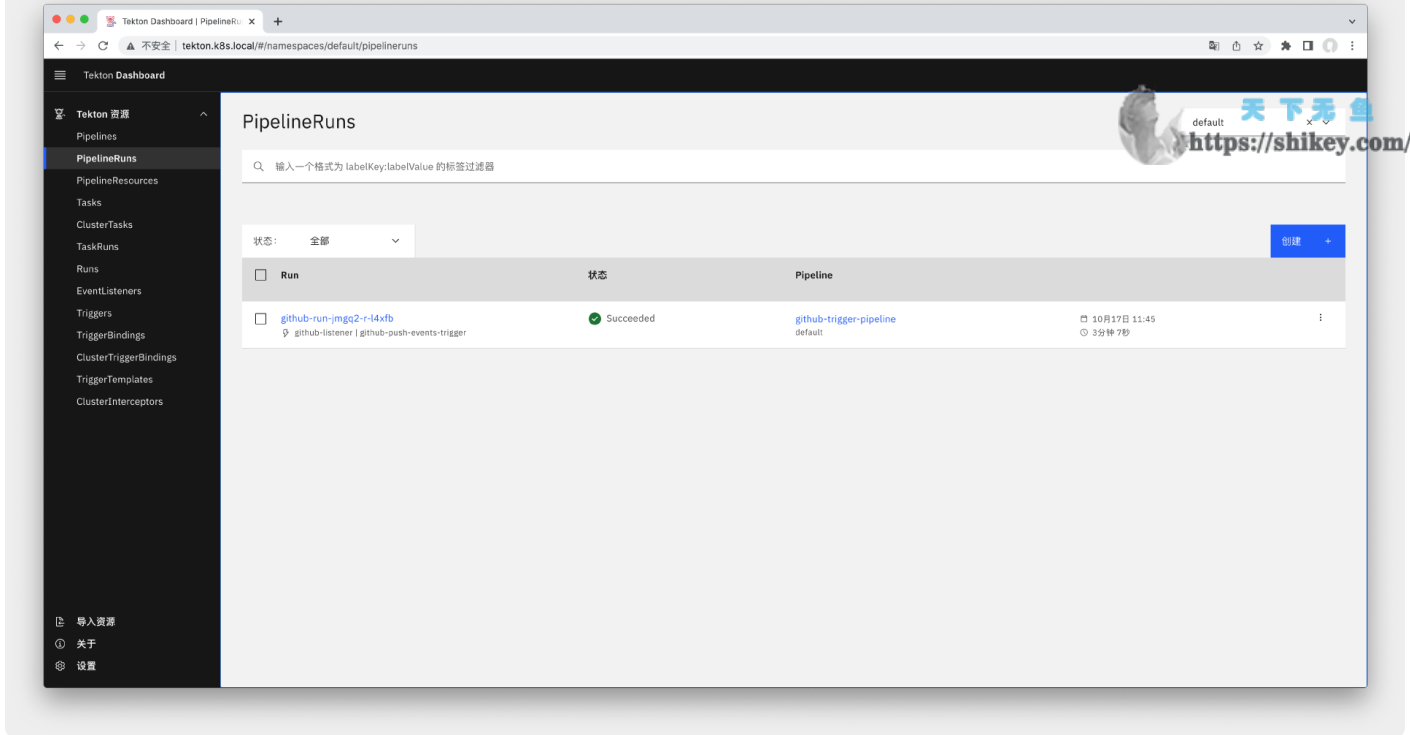 Tekton Dashboard | PipelineRu
不安全 | tekton.k8s.local/#/namespaces/default/pipelineruns
Tekton Dashboard
Tekton 资源
Pipelines
PipelineRuns
PipelineResources
Tasks
ClusterTasks
TaskRuns
Runs
EventListeners
Triggers
TriggerBindings
ClusterTriggerBindings
TriggerTemplates
ClusterInterceptors
导入资源
关于
设置
PipelineRuns
default
天下无鱼
https://shikey.com/
输入一个格式为 labelKey:labelValue 的标签过滤器
状态: 全部
创建 +
Run 状态 Pipeline
github-run-jmgq2-r-l4xfb Succeeded github-trigger-pipeline 10月17日 11:45
github-listener | github-push-events-trigger default 3分钟 7秒